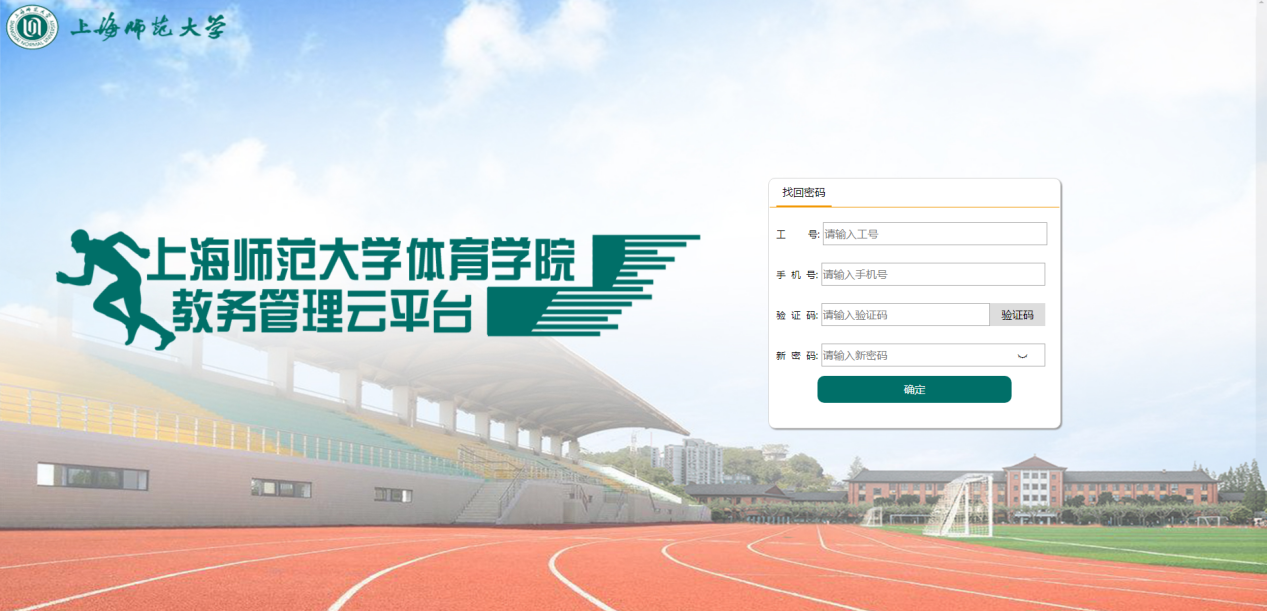 上海师范大学
上海师范大学体育学院
教务管理云平台
找回密码
工 号: 请输入工号
手 机 号: 请输入手机号
验 证 码: 请输入验证码 验证码
新 密 码: 请输入新密码
确定